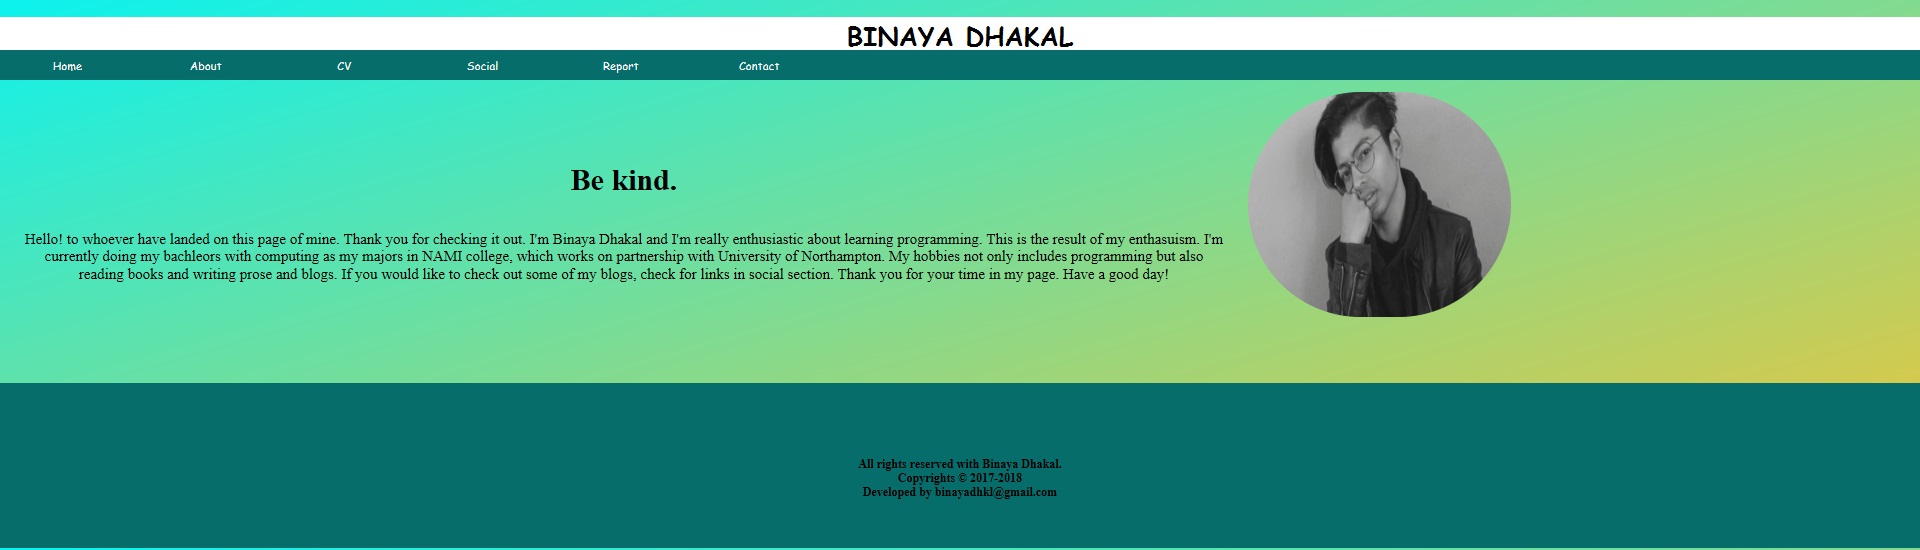 BINAYA DHAKAL
Home About CV Social Report Contact
Be kind.
Hello! to whoever have landed on this page of mine. Thank you for checking it out. I'm Binaya Dhakal and I'm really enthusiastic about learning programming. This is the result of my enthasuism. I'm
currently doing my bachleors with computing as my majors in NAMI college, which works on partnership with University of Northampton. My hobbies not only includes programming but also
reading books and writing prose and blogs. If you would like to check out some of my blogs, check for links in social section. Thank you for your time in my page. Have a good day!
All rights reserved with Binaya Dhakal.
Copyrights © 2017-2018
Developed by binayadhkl@gmail.com